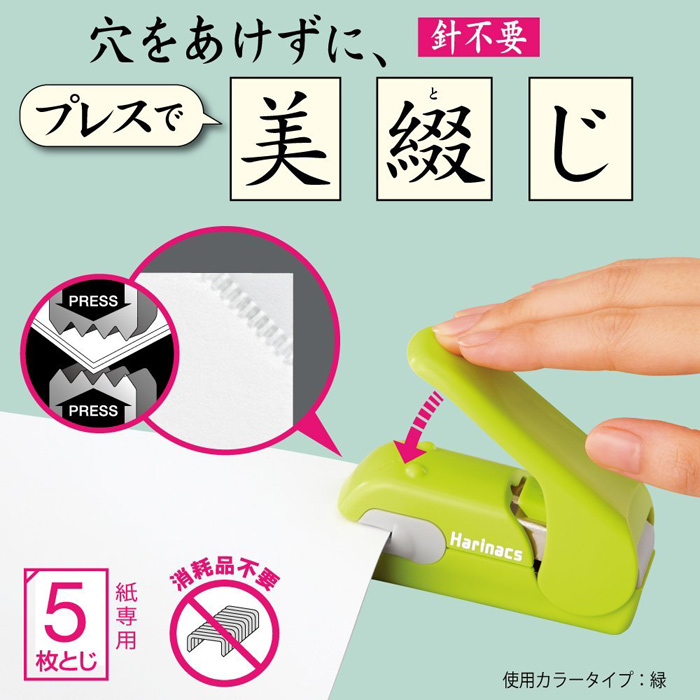 穴をあけずに、
針不要
プレスで
美
と
綴
じ
PRESS
PRESS
Harinacs
5
枚とじ
紙専用
消耗品不要
使用カラータイプ：緑